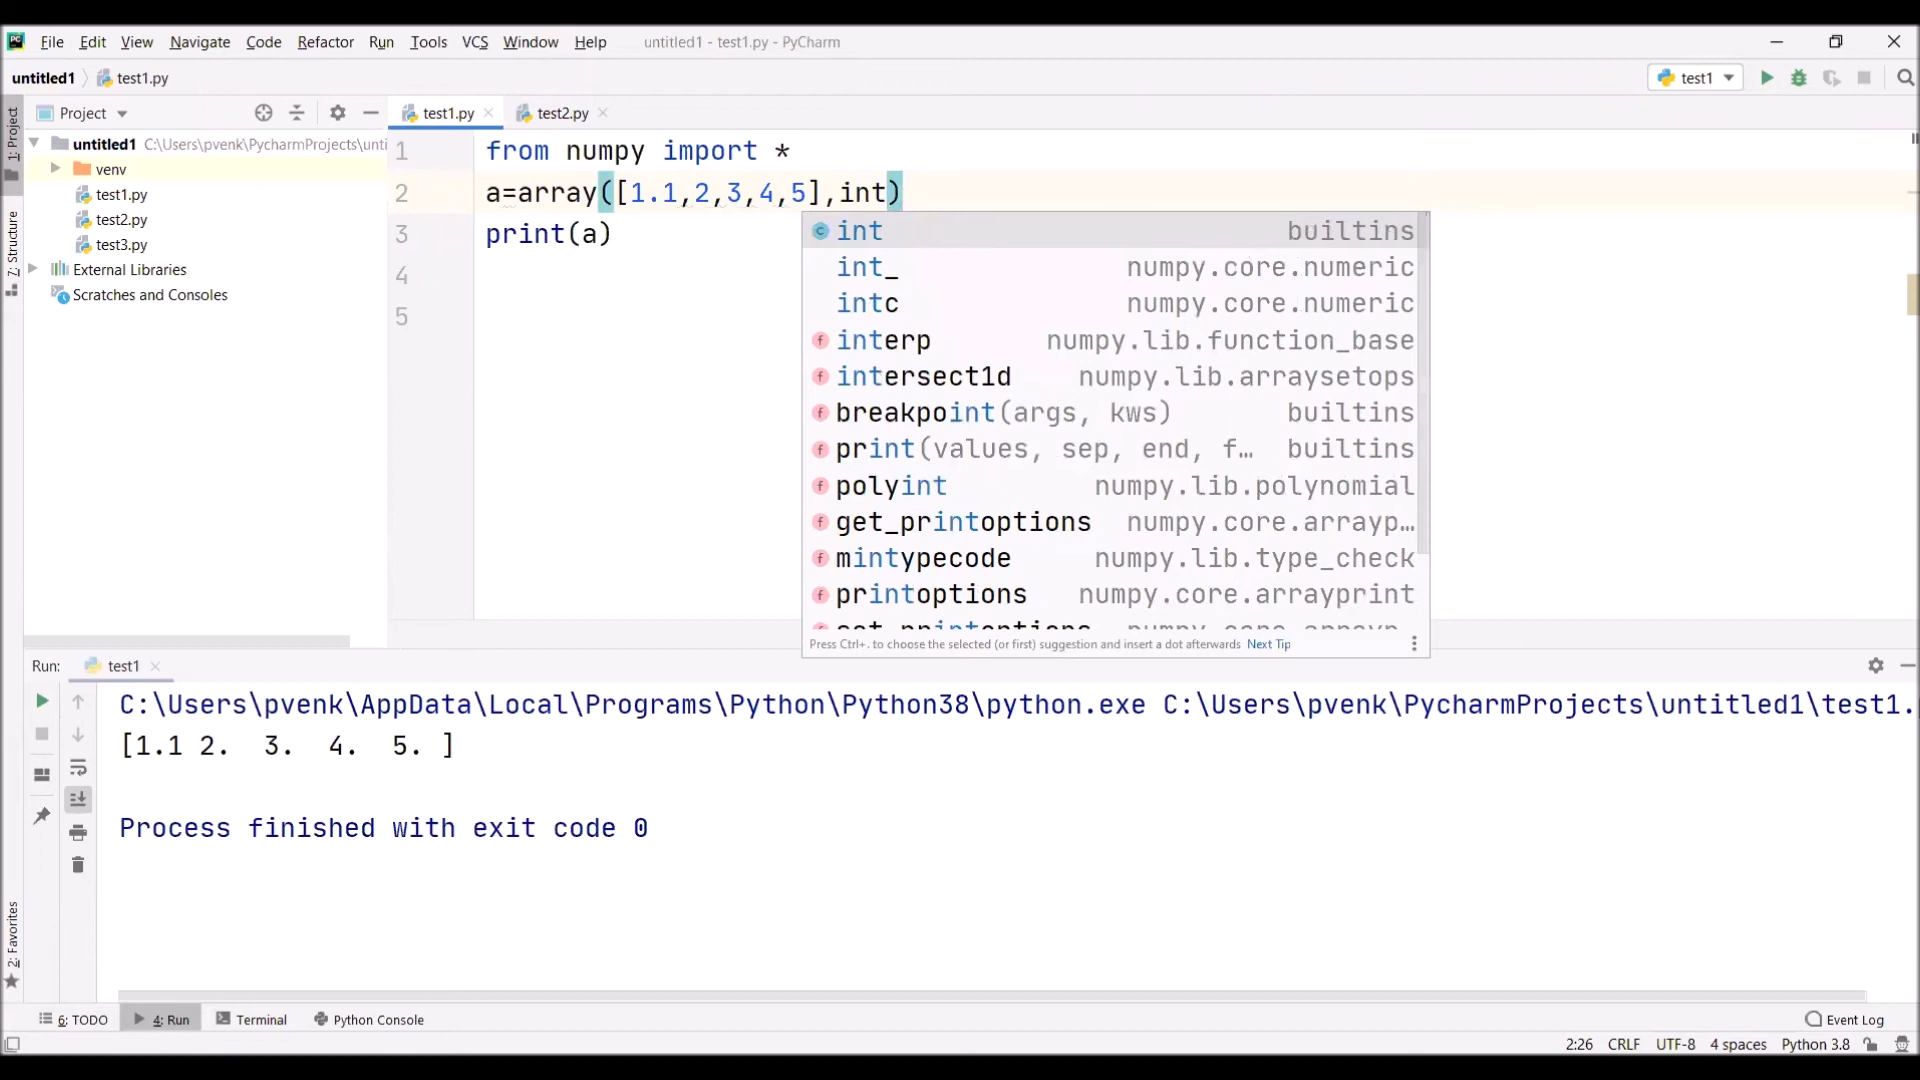 PC File Edit View Navigate Code Refactor Run Tools VCS Window Help untitled1 - test1.py - PyCharm
untitled1 test1.py test1
Project test1.py test2.py
1: Project
untitled1 C:\Users\pvenk\PycharmProjects\unti
venv
test1.py
test2.py
test3.py
External Libraries
Scratches and Consoles
7: Structure
1 from numpy import *
2 a=array([1.1,2,3,4,5],int)
3 print(a)
4
5
int builtins
int_ numpy.core.numeric
intc numpy.core.numeric
interp numpy.lib.function_base
intersect1d numpy.lib.arraysetops
breakpoint(args, kws) builtins
print(values, sep, end, f… builtins
polyint numpy.lib.polynomial
get_printoptions numpy.core.arrayp…
mintypecode numpy.lib.type_check
printoptions numpy.core.arrayprint
Press Ctrl+. to choose the selected (or first) suggestion and insert a dot afterwards Next Tip
Run: test1
C:\Users\pvenk\AppData\Local\Programs\Python\Python38\python.exe C:\Users\pvenk\PycharmProjects\untitled1\test1.
[1.1 2. 3. 4. 5. ]
Process finished with exit code 0
2: Favorites
6: TODO 4: Run Terminal Python Console Event Log
2:26 CRLF UTF-8 4 spaces Python 3.8